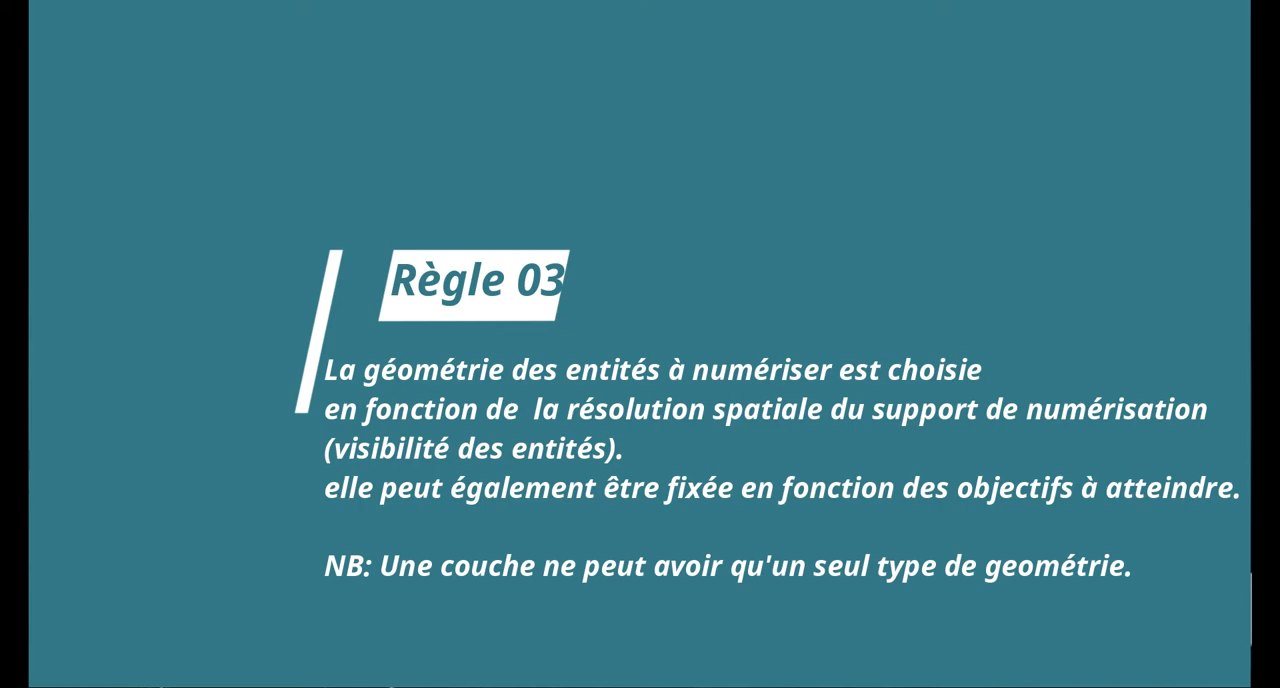 Règle 03
La géométrie des entités à numériser est choisie
en fonction de  la résolution spatiale du support de numérisation
(visibilité des entités).
elle peut également être fixée en fonction des objectifs à atteindre.
NB: Une couche ne peut avoir qu'un seul type de geométrie.